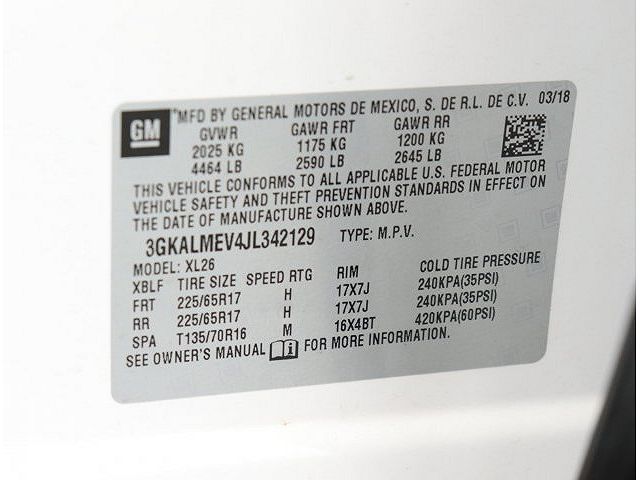 GM
MFD BY GENERAL MOTORS DE MEXICO, S. DE R.L. DE C.V. 03/18
GVWR GAWR FRT GAWR RR
2025 KG 1175 KG 1200 KG
4464 LB 2590 LB 2645 LB
THIS VEHICLE CONFORMS TO ALL APPLICABLE U.S. FEDERAL MOTOR
VEHICLE SAFETY AND THEFT PREVENTION STANDARDS IN EFFECT ON
THE DATE OF MANUFACTURE SHOWN ABOVE.
3GKALMEV4JL342129 TYPE: M.P.V.
MODEL: XL26
XBLF TIRE SIZE SPEED RTG RIM COLD TIRE PRESSURE
FRT 225/65R17 H 17X7J 240KPA(35PSI)
RR 225/65R17 H 17X7J 240KPA(35PSI)
SPA T135/70R16 M 16X4BT 420KPA(60PSI)
SEE OWNER'S MANUAL FOR MORE INFORMATION.